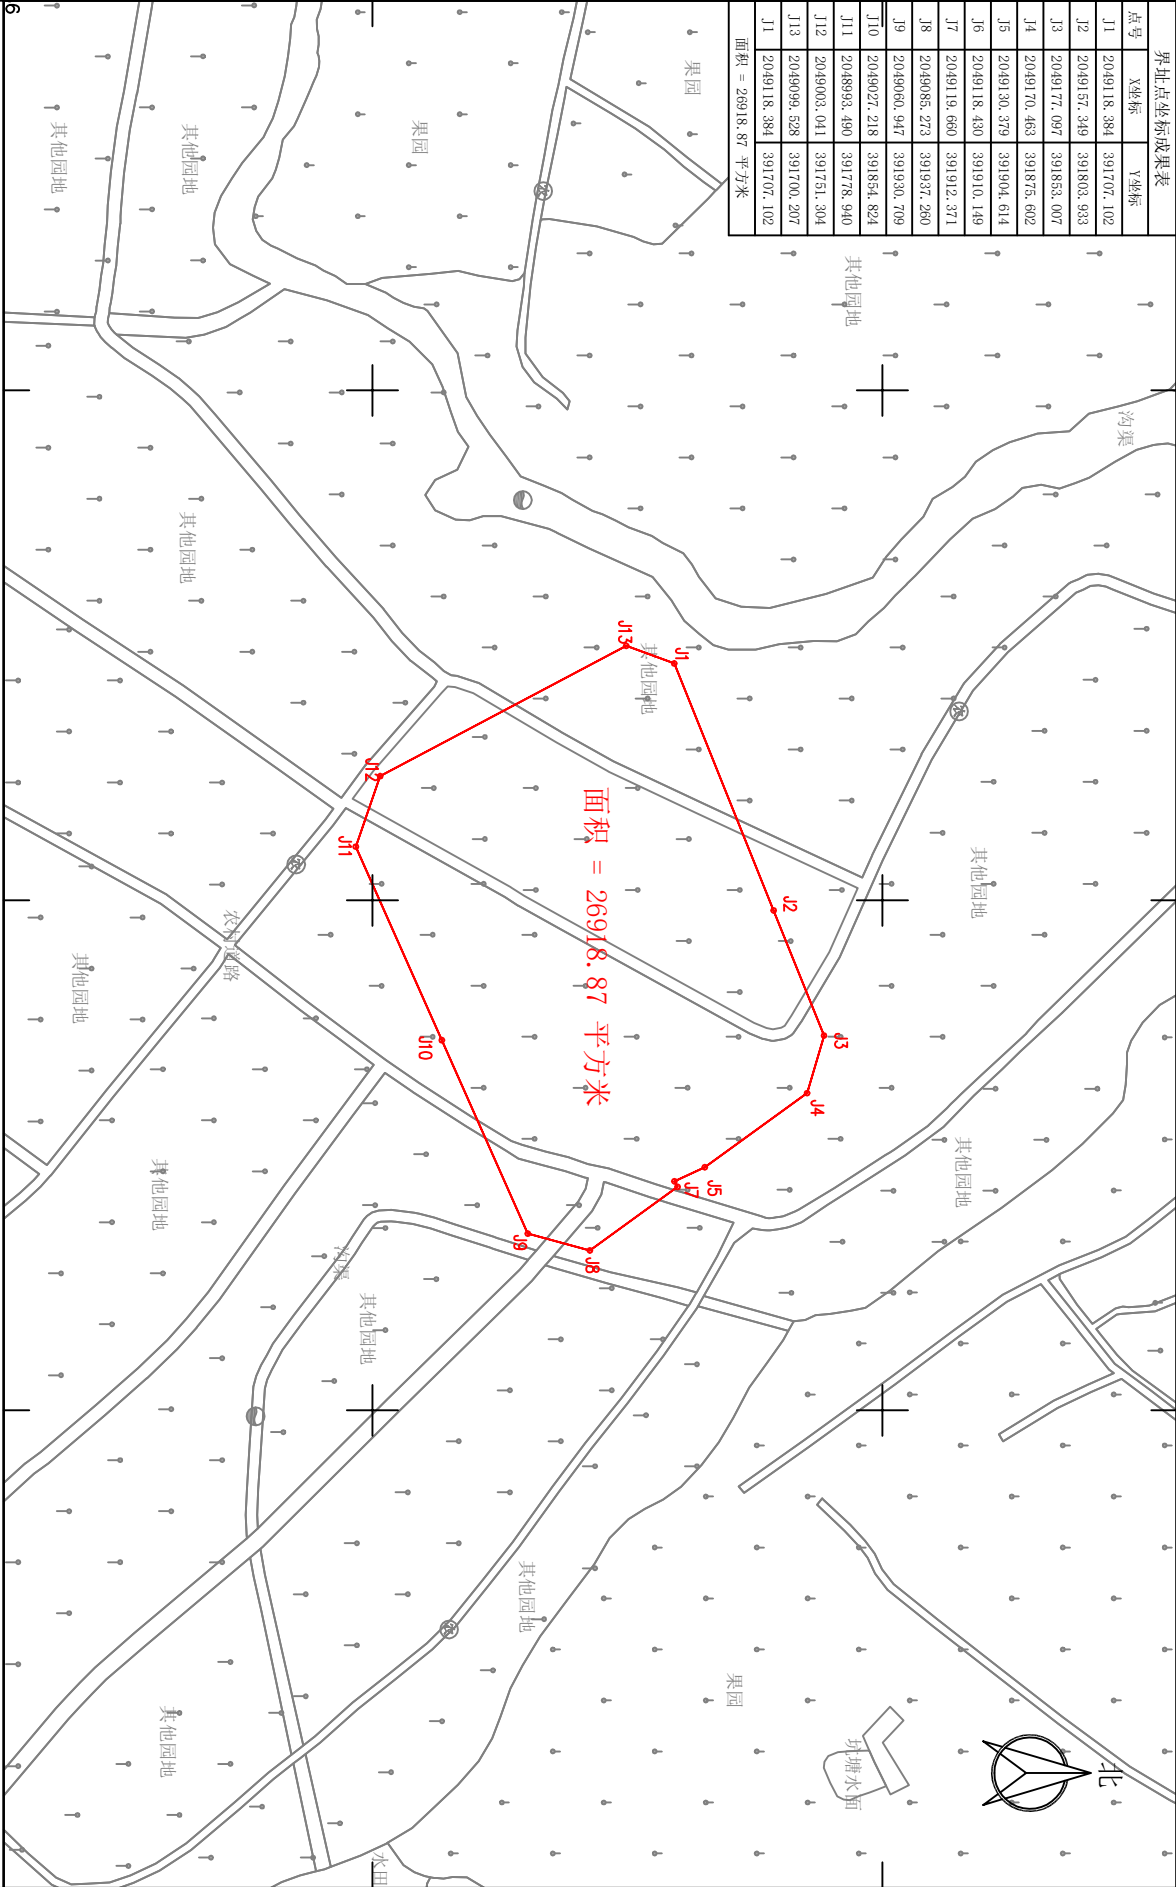 界址点坐标成果表
点号 X坐标 Y坐标
J1 2049118.384 391707.102
J2 2049157.349 391803.933
J3 2049177.097 391853.007
J4 2049170.463 391875.602
J5 2049130.379 391904.614
J6 2049118.430 391910.149
J7 2049119.660 391912.371
J8 2049085.273 391937.260
J9 2049060.947 391930.709
J10 2049027.218 391854.824
J11 2048993.490 391778.940
J12 2049003.041 391751.304
J13 2049099.528 391700.207
J1 2049118.384 391707.102
面积 = 26918.87 平方米
果园
果园
其他园地
其他园地
其他园地
沟渠
农
其他园地
其他园地
J13
J1
农
J12
J11
J2
面积 = 26918.87 平方米
其他园地
农
农村道路
其他园地
J10
J3
J4
J5
J7
J9
J8
其他园地
其他园地
沟渠
其他园地
其他园地
农
果园
其他园地
坑塘水面
北
水田
6